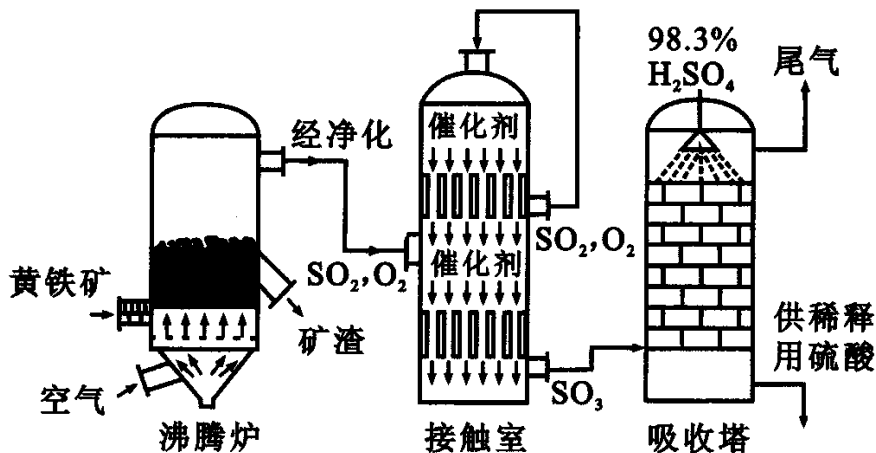 98.3%
H₂SO₄
尾气
经净化
催化剂
SO₂,O₂
SO₂,O₂
催化剂
黄铁矿
矿渣
空气
SO₃
供稀释
用硫酸
沸腾炉
接触室
吸收塔